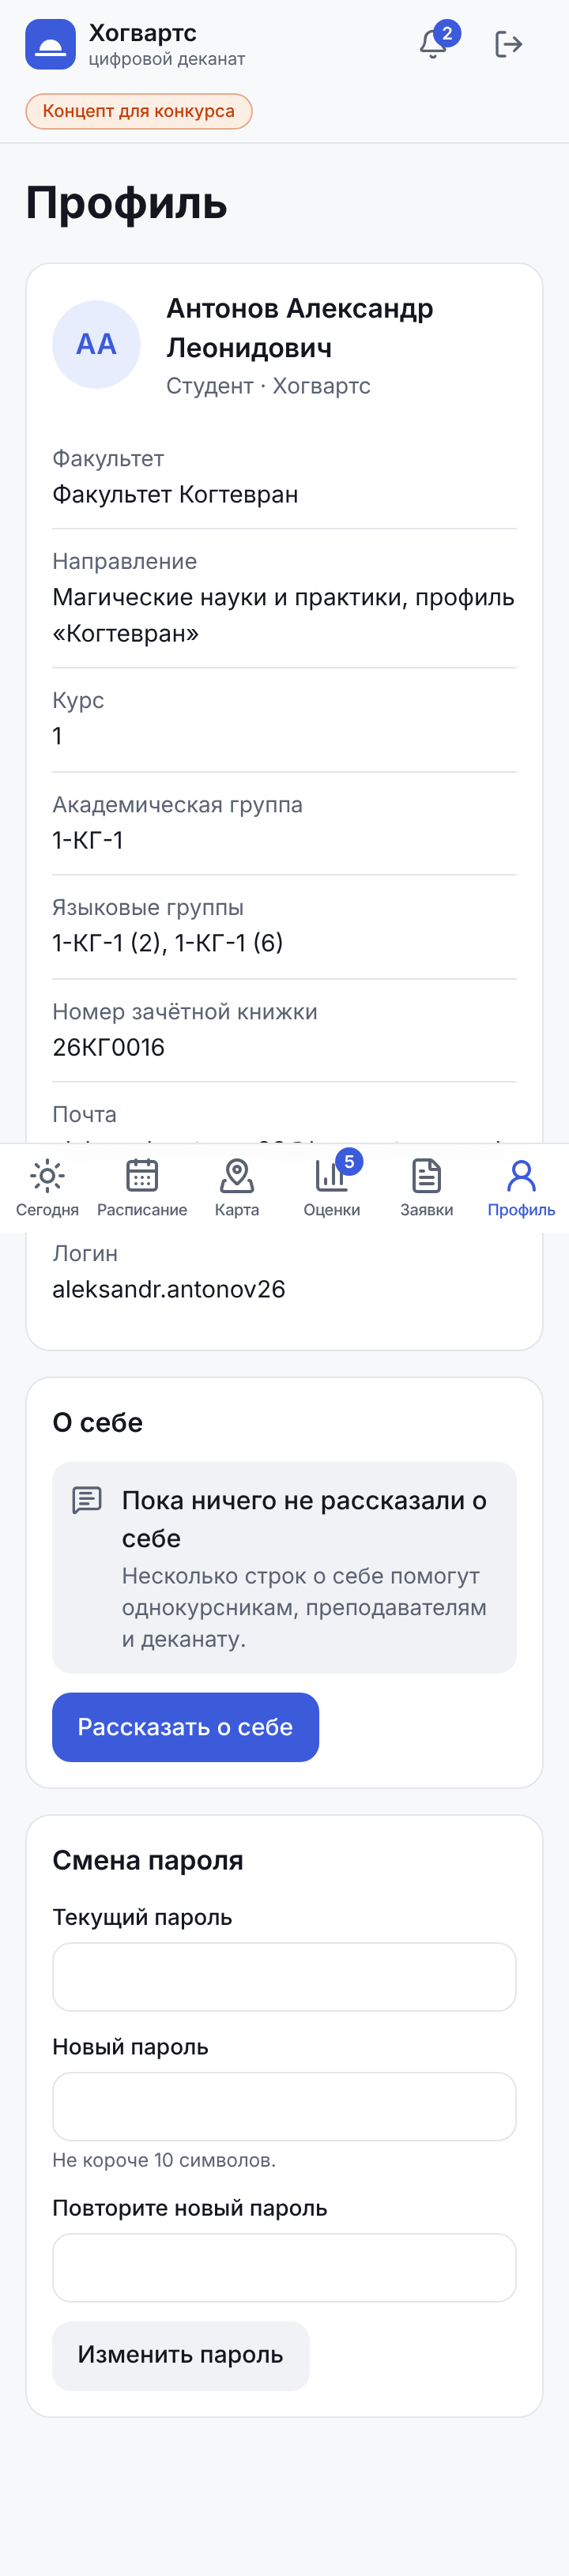 Хогвартс
цифровой деканат
2
Концепт для конкурса
Профиль
АА
Антонов Александр
Леонидович
Студент · Хогвартс
Факультет
Факультет Когтевран
Направление
Магические науки и практики, профиль
«Когтевран»
Курс
1
Академическая группа
1-КГ-1
Языковые группы
1-КГ-1 (2), 1-КГ-1 (6)
Номер зачётной книжки
26КГ0016
Почта
5
Сегодня
Расписание
Карта
Оценки
Заявки
Профиль
Логин
aleksandr.antonov26
О себе
Пока ничего не рассказали о
себе
Несколько строк о себе помогут
однокурсникам, преподавателям
и деканату.
Рассказать о себе
Смена пароля
Текущий пароль
Новый пароль
Не короче 10 символов.
Повторите новый пароль
Изменить пароль